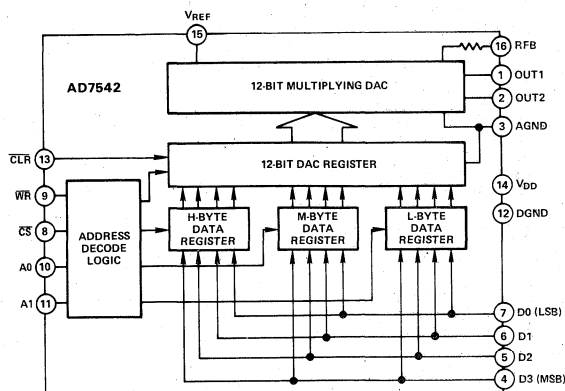 VREF
15
16 RFB
AD7542
12-BIT MULTIPLYING DAC
1 OUT1
2 OUT2
3 AGND
CLR 13
12-BIT DAC REGISTER
WR 9
14 VDD
CS 8
12 DGND
ADDRESS
DECODE
LOGIC
H-BYTE
DATA
REGISTER
M-BYTE
DATA
REGISTER
L-BYTE
DATA
REGISTER
A0 10
A1 11
7 D0 (LSB)
6 D1
5 D2
4 D3 (MSB)